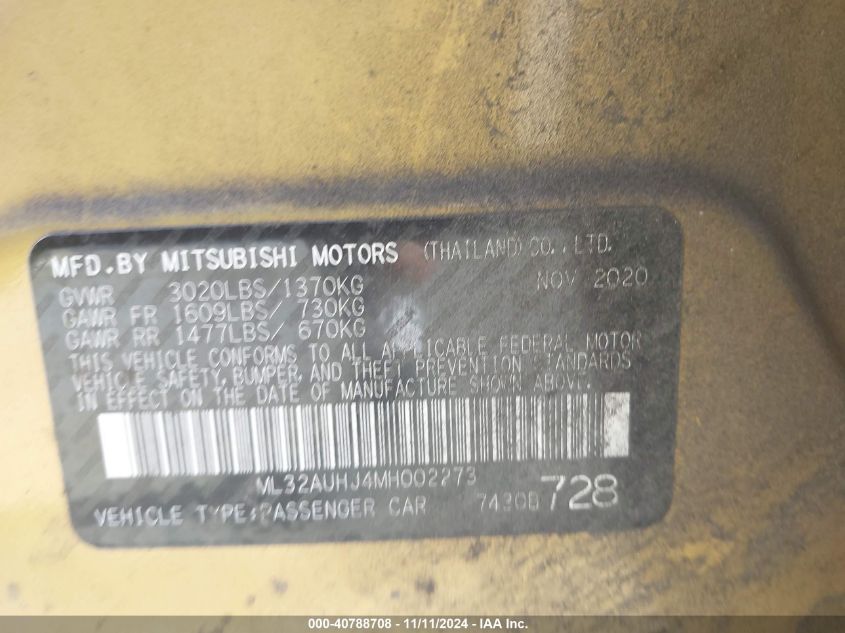 MFD.BY MITSUBISHI MOTORS (THAILAND) CO., LTD.
NOV 2020
GVWR 3020LBS/1370KG
GAWR FR 1609LBS/ 730KG
GAWR RR 1477LBS/ 670KG
THIS VEHICLE CONFORMS TO ALL APPLICABLE FEDERAL MOTOR
VEHICLE SAFETY, BUMPER, AND THEFT PREVENTION STANDARDS
IN EFFECT ON THE DATE OF MANUFACTURE SHOWN ABOVE.
ML32AUHJ4MH002273
VEHICLE TYPE:PASSENGER CAR 7430B 728
000-40788708 - 11/11/2024 - IAA Inc.